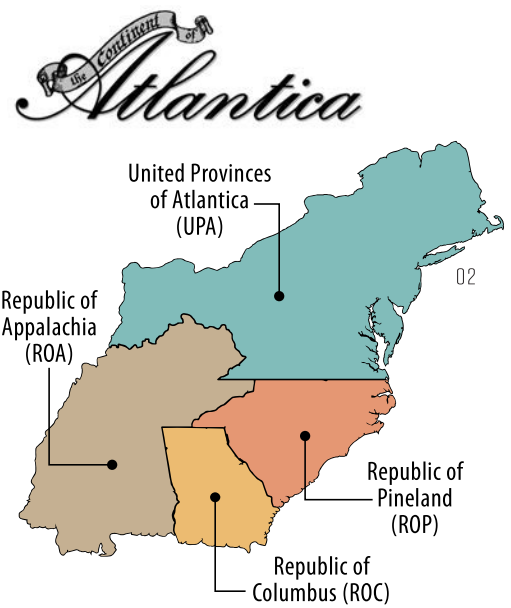 the Continent of
Atlantica
United Provinces
of Atlantica
(UPA)
02
Republic of
Appalachia
(ROA)
Republic of
Pineland
(ROP)
Republic of
Columbus (ROC)